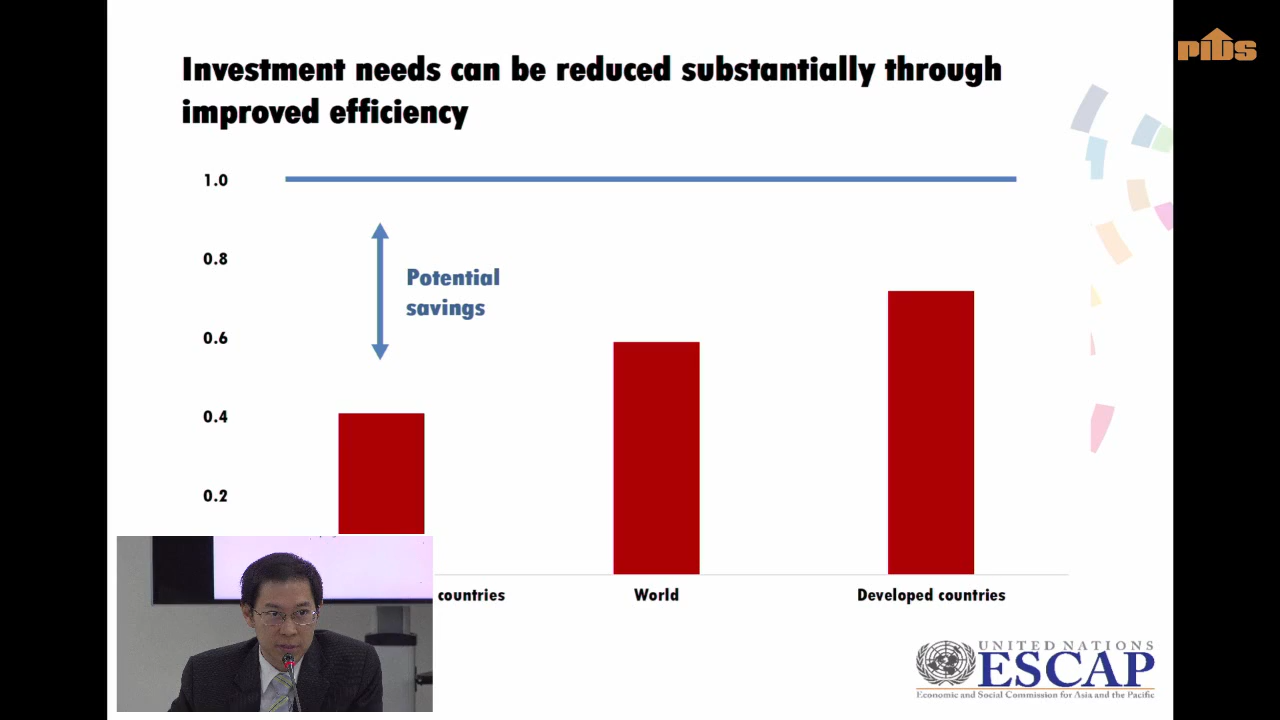 PIDS
Investment needs can be reduced substantially through
improved efficiency
1.0
0.8
Potential
savings
0.6
0.4
0.2
countries
World
Developed countries
UNITED NATIONS
ESCAP
Economic and Social Commission for Asia and the Pacific